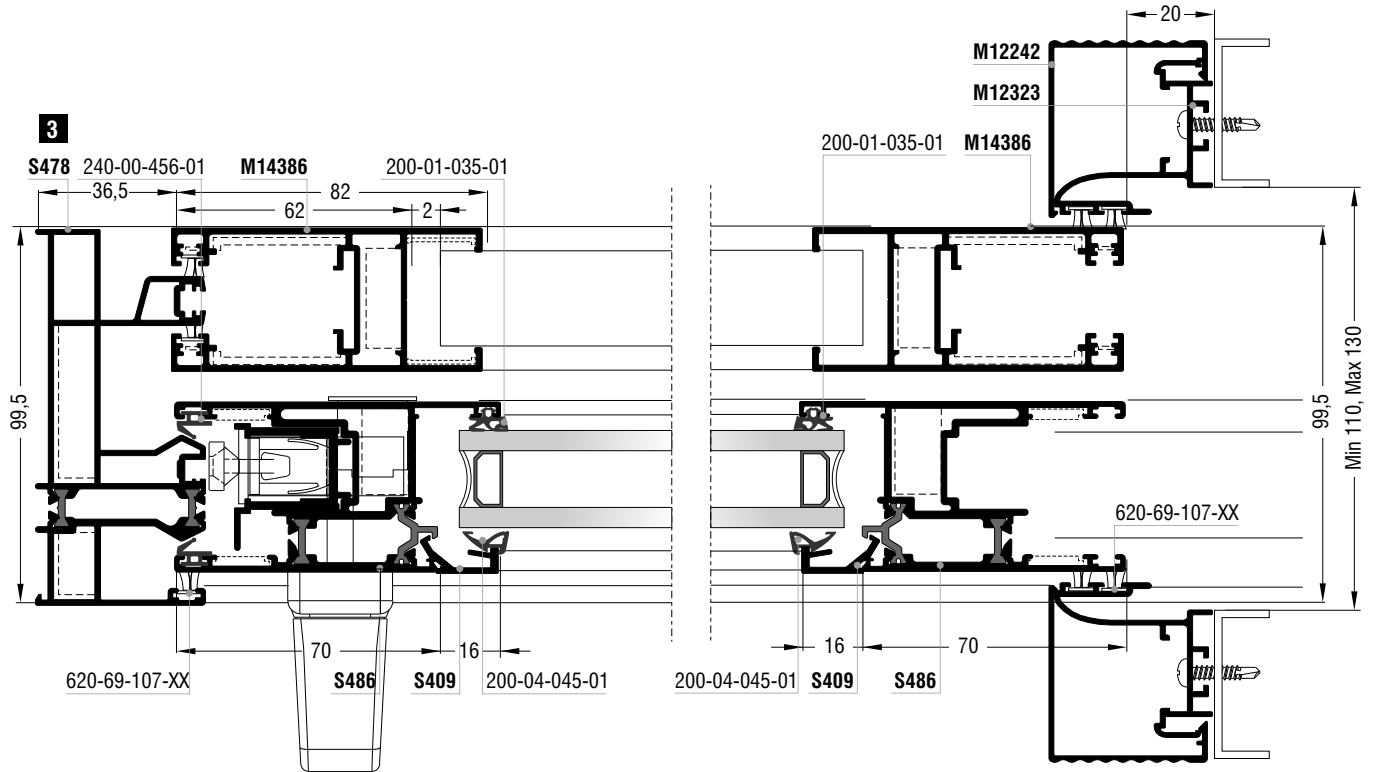 20
M12242
M12323
3
200-01-035-01 M14386
S478 240-00-456-01 M14386 200-01-035-01
36,5 82
62 2
99,5
99,5
Min 110, Max 130
620-69-107-XX
70 16
16 70
620-69-107-XX S486 S409 200-04-045-01
200-04-045-01 S409 S486